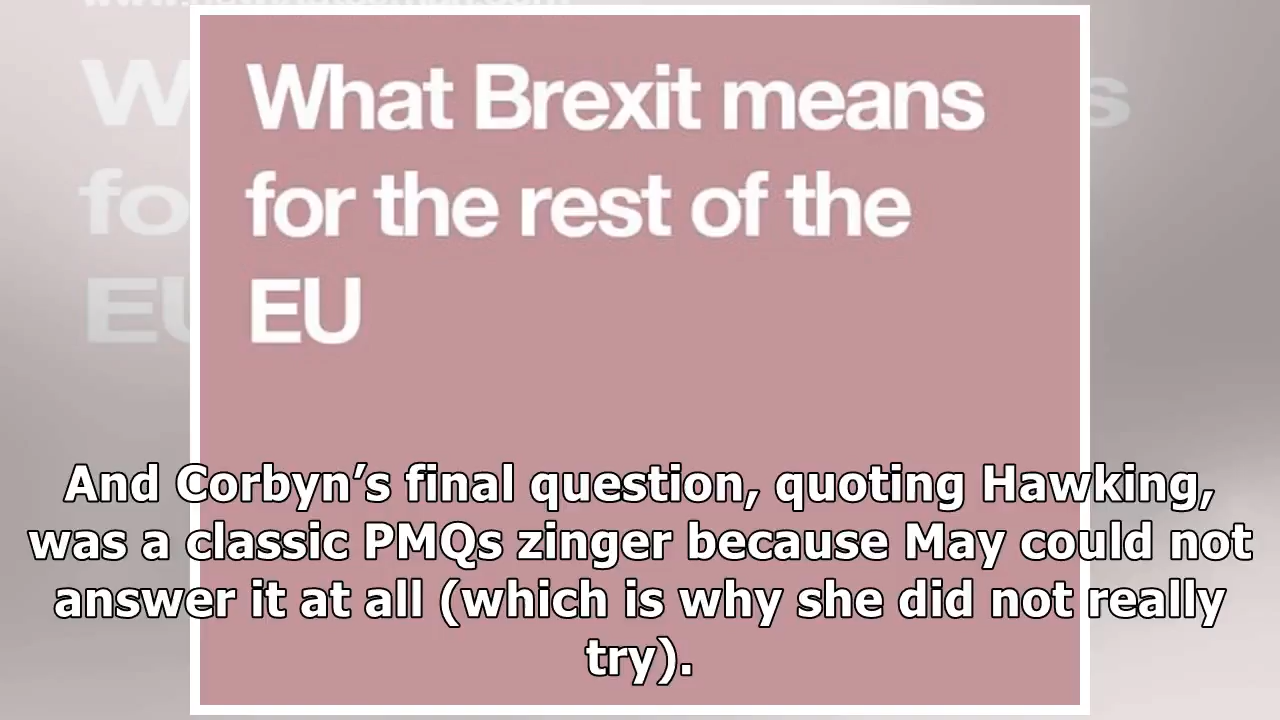 What Brexit means
for the rest of the
EU
And Corbyn’s final question, quoting Hawking,
was a classic PMQs zinger because May could not
answer it at all (which is why she did not really
try).